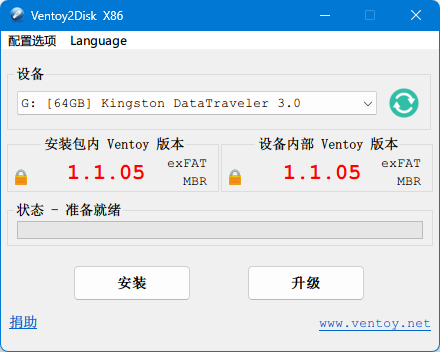 Ventoy2Disk X86
配置选项 Language
设备
G: [64GB] Kingston DataTraveler 3.0
安装包内 Ventoy 版本 设备内部 Ventoy 版本
1.1.05 exFAT MBR 1.1.05 exFAT MBR
状态 - 准备就绪
安装 升级
捐助 www.ventoy.net